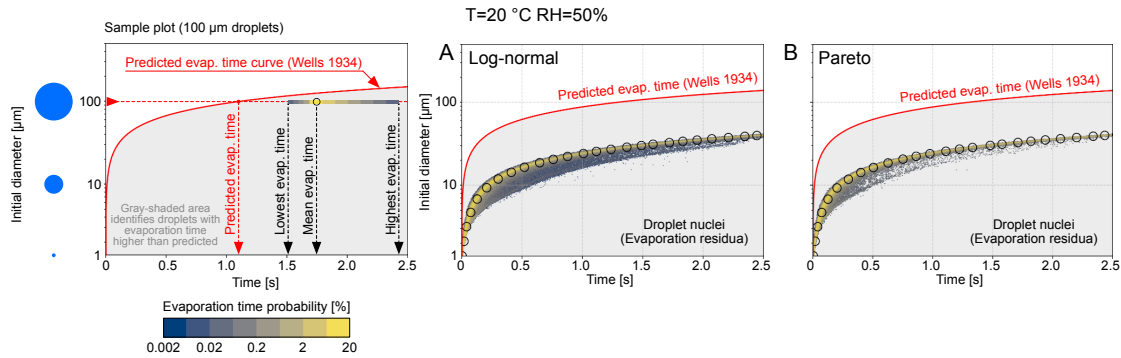 T=20 °C RH=50%
Sample plot (100 µm droplets)
Predicted evap. time curve (Wells 1934)
Initial diameter [µm]
100
10
1
Predicted evap. time
Lowest evap. time
Mean evap. time
Highest evap. time
Gray-shaded area
identifies droplets with
evaporation time
higher than predicted
0 0.5 1.0 1.5 2.0 2.5
Time [s]
Evaporation time probability [%]
0.002 0.02 0.2 2 20
A
Log-normal
Predicted evap. time (Wells 1934)
Initial diameter [µm]
100
10
1
Droplet nuclei
(Evaporation residua)
0 0.5 1.0 1.5 2.0 2.5
Time [s]
B
Pareto
Predicted evap. time (Wells 1934)
100
10
1
Droplet nuclei
(Evaporation residua)
0 0.5 1.0 1.5 2.0 2.5
Time [s]